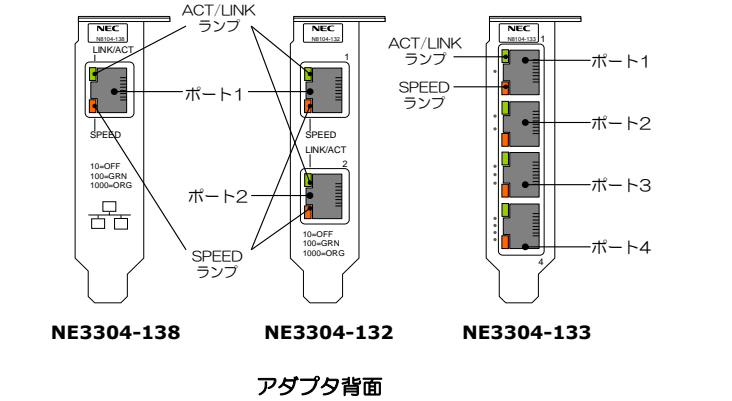 ACT/LINK
ランプ
NEC
N8104-138
LINK/ACT
SPEED
10=OFF
100=GRN
1000=ORG
ポート1
ポート2
SPEED
ランプ
NEC
N8104-132
1
SPEED
LINK/ACT
2
10=OFF
100=GRN
1000=ORG
ACT/LINK
ランプ
SPEED
ランプ
NEC
N8104-133
1
4
ポート1
ポート2
ポート3
ポート4
NE3304-138
NE3304-132
NE3304-133
アダプタ背面